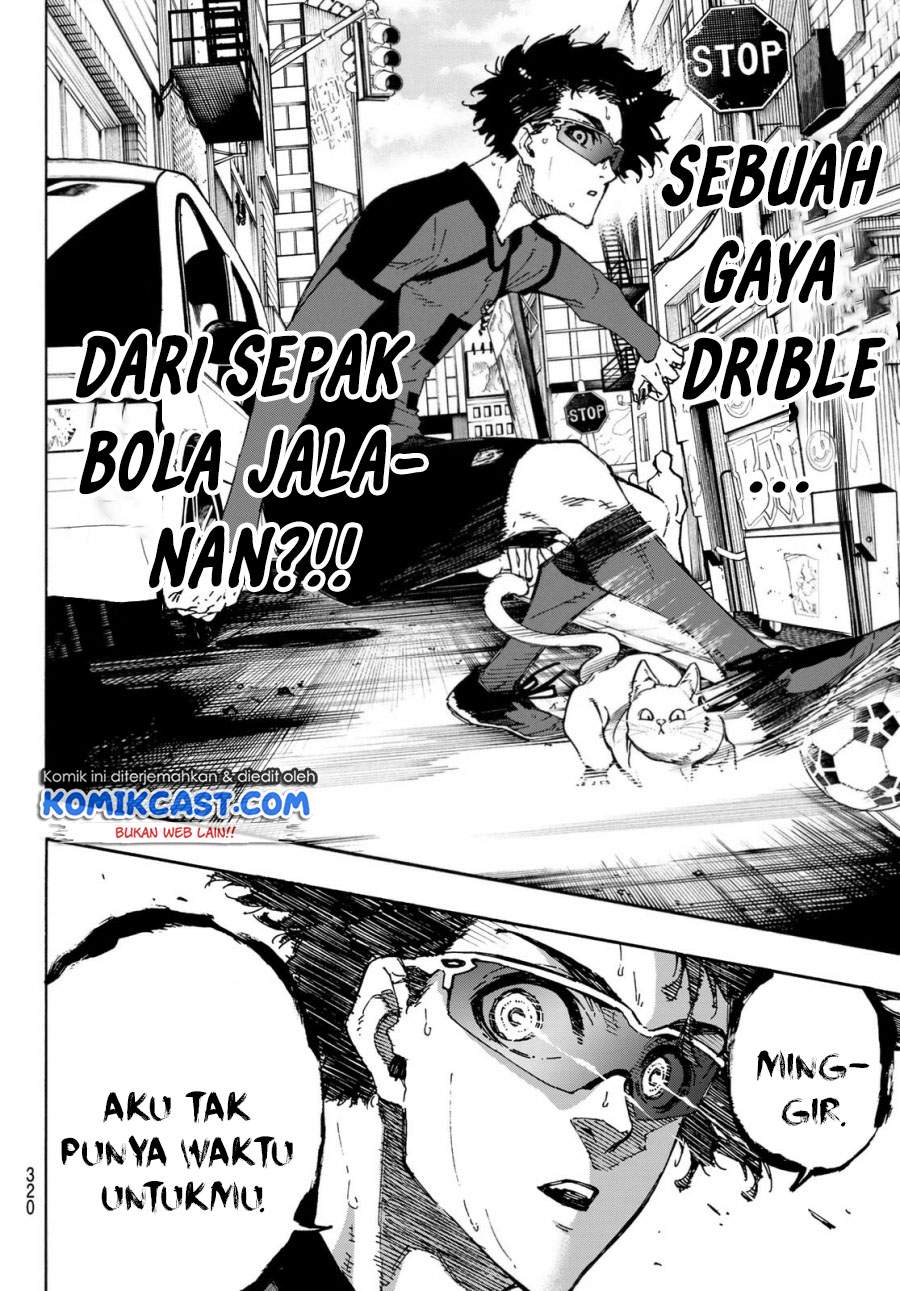 STOP
SEBUAH
GAYA
DRIBLE
...
DARI SEPAK
BOLA JALA-
NAN?!!
STOP
Komik ini diterjemahkan & diedit oleh
KOMIKCAST.COM
BUKAN WEB LAIN!!
MING-
GIR.
AKU TAK
PUNYA WAKTU
UNTUKMU.
320